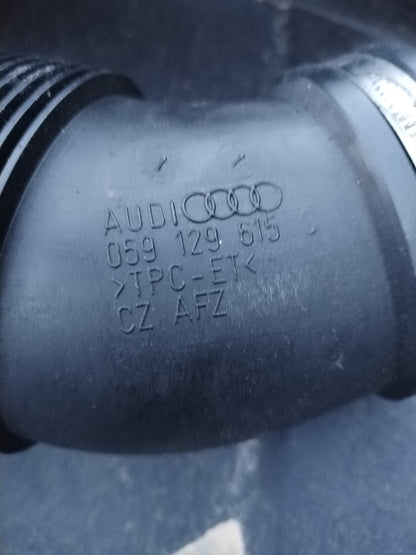 AUDI
059 129 615
>TPC-ET<
CZ AFZ